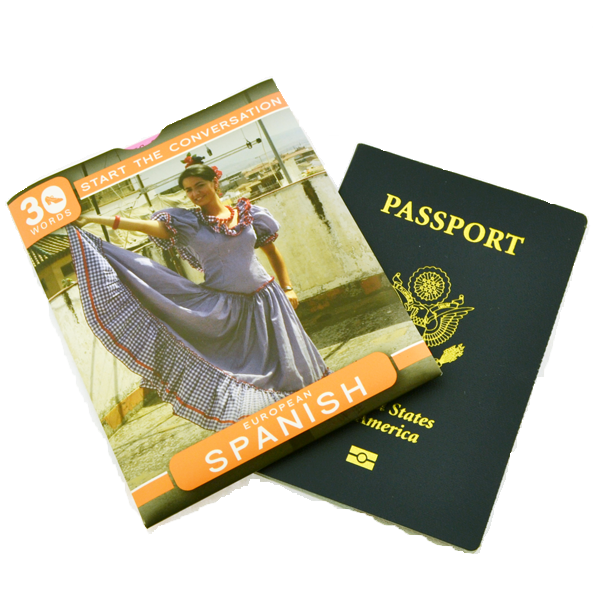 START THE CONVERSATION
30
WORDS
EUROPEAN
SPANISH
PASSPORT
States
America